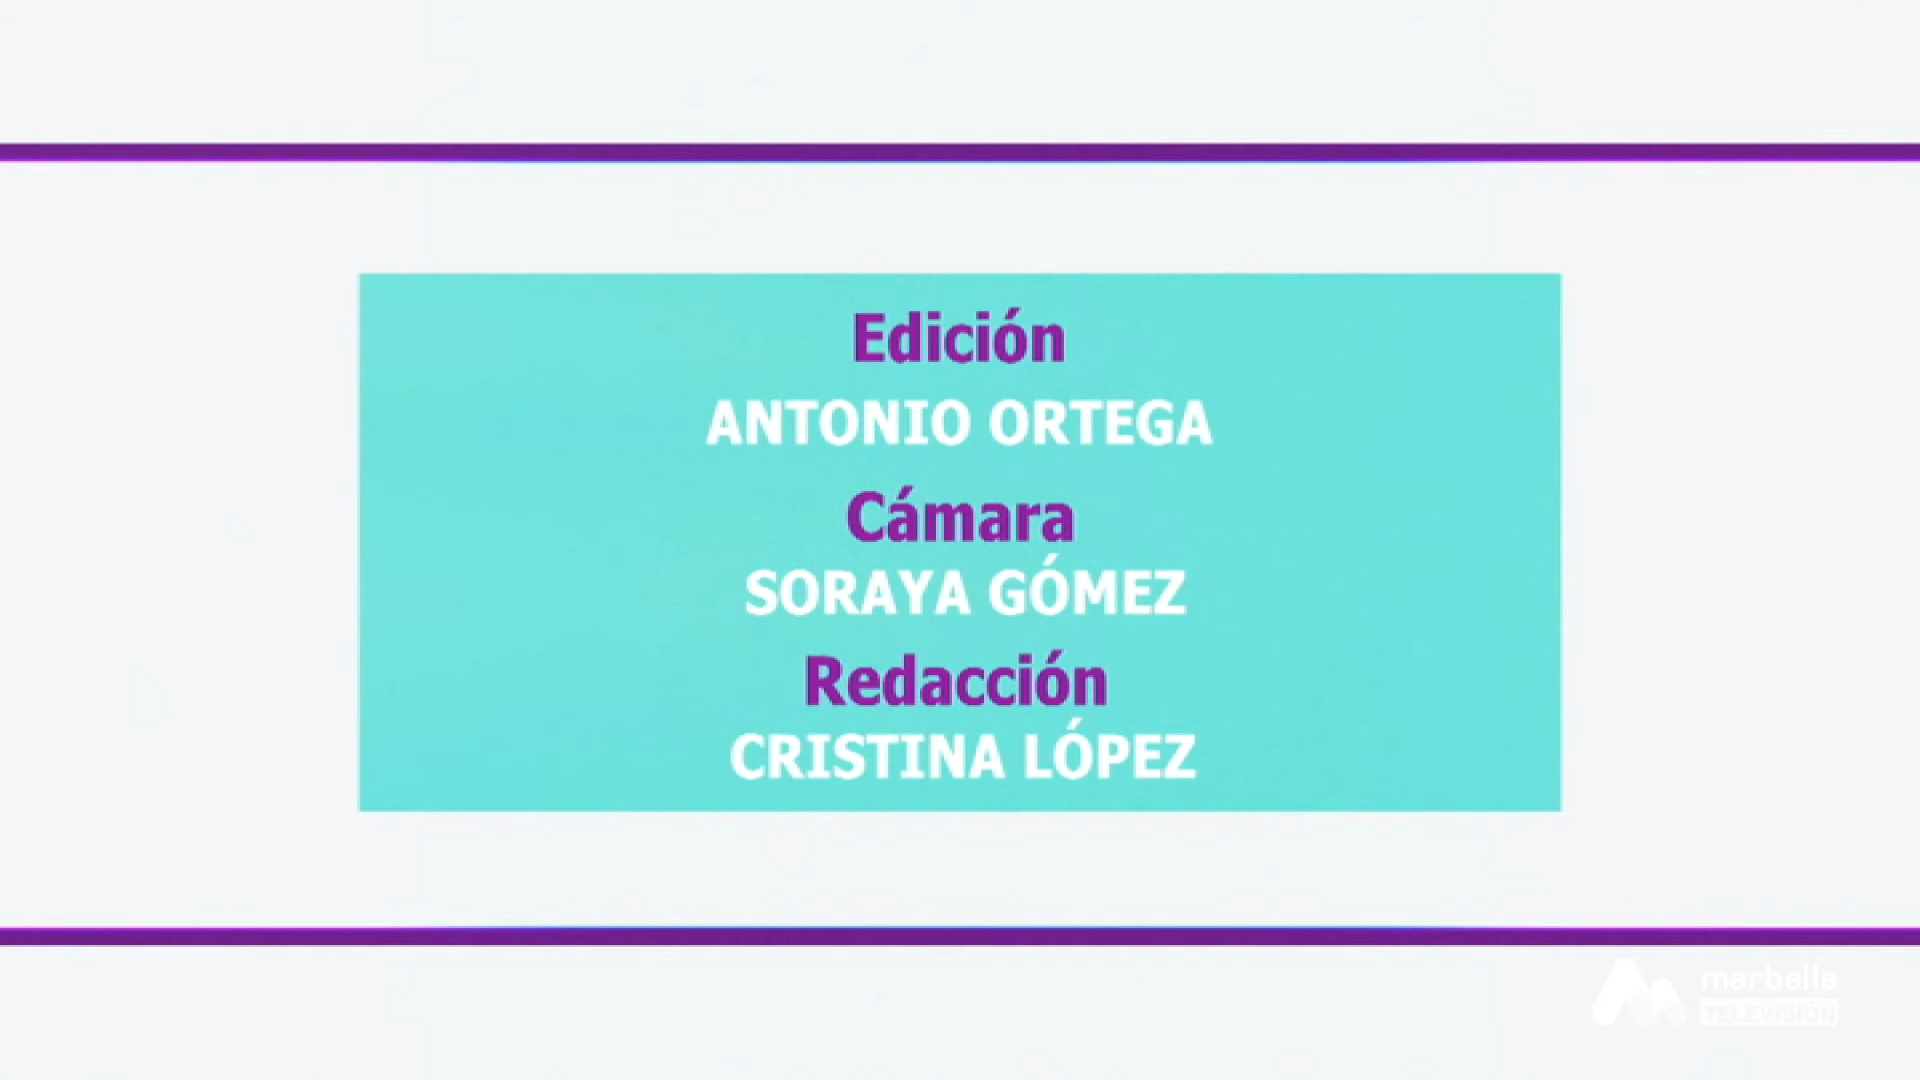 Edición
ANTONIO ORTEGA
Cámara
SORAYA GÓMEZ
Redacción
CRISTINA LÓPEZ
marbella
TELEVISIÓN